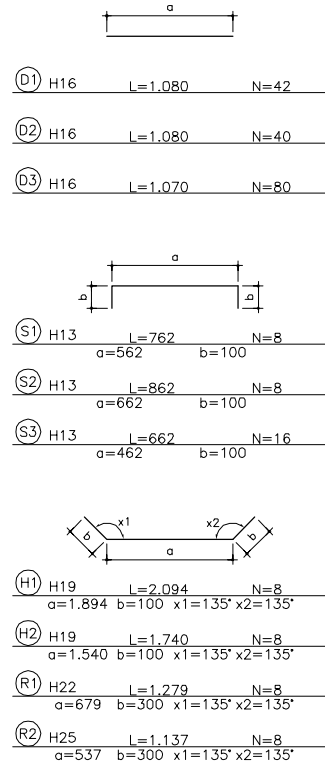 a
D1 H16 L=1.080 N=42
D2 H16 L=1.080 N=40
D3 H16 L=1.070 N=80
a
b b
S1 H13 L=762 N=8
a=562 b=100
S2 H13 L=862 N=8
a=662 b=100
S3 H13 L=662 N=16
a=462 b=100
x1 x2
b a b
H1 H19 L=2.094 N=8
a=1.894 b=100 x1=135° x2=135°
H2 H19 L=1.740 N=8
a=1.540 b=100 x1=135° x2=135°
R1 H22 L=1.279 N=8
a=679 b=300 x1=135° x2=135°
R2 H25 L=1.137 N=8
a=537 b=300 x1=135° x2=135°